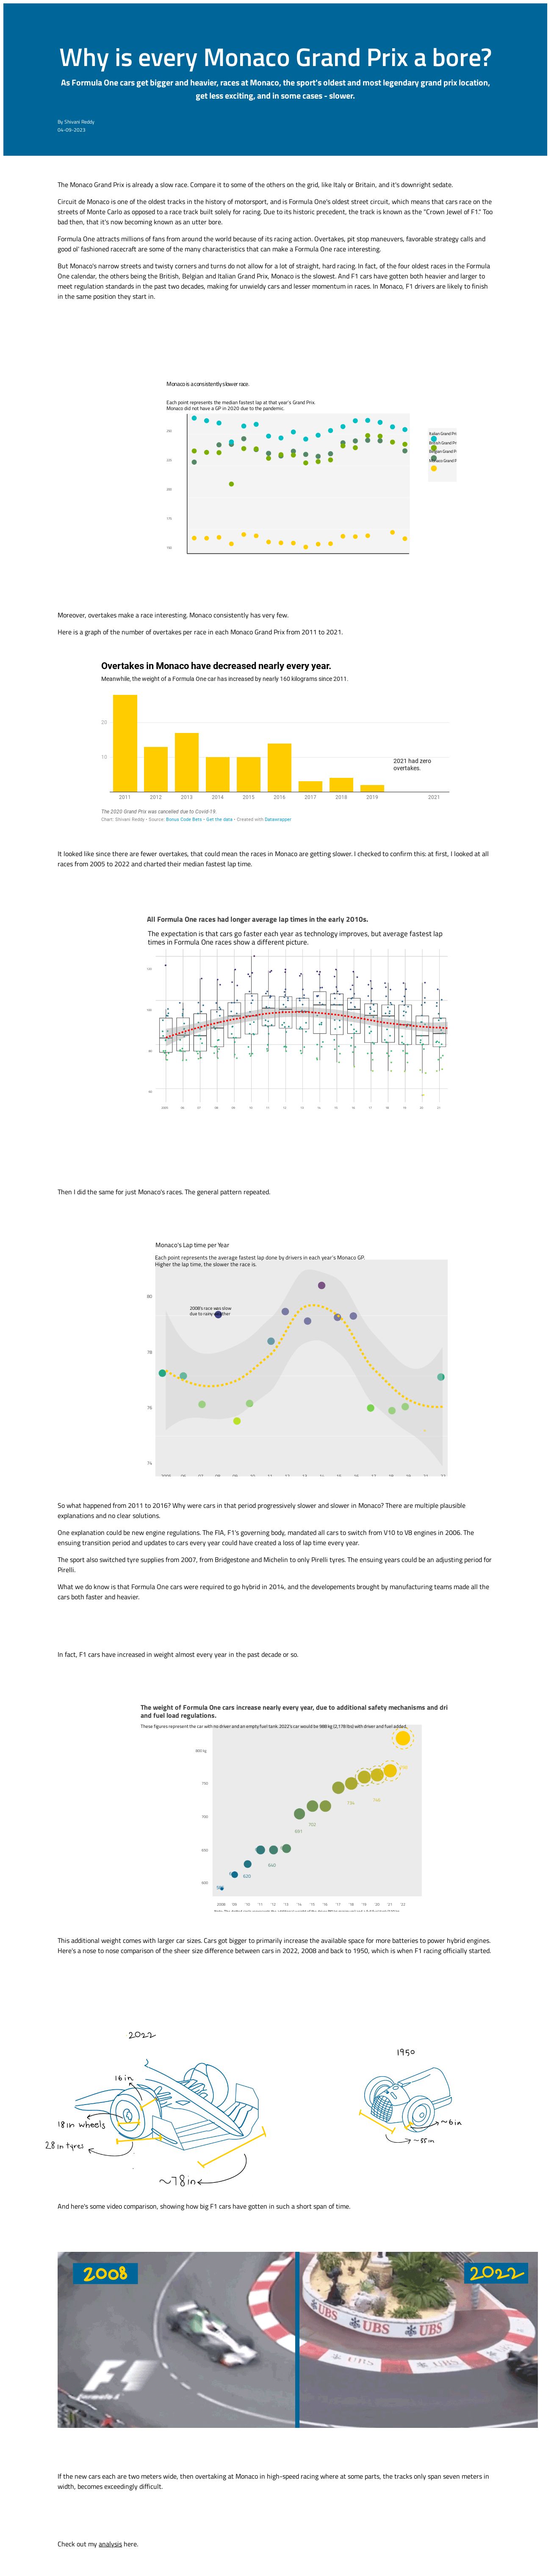 Why is every Monaco Grand Prix a bore?
As Formula One cars get bigger and heavier, races at Monaco, the sport's oldest and most legendary grand prix location,
get less exciting, and in some cases - slower.
By Shivani Reddy
04-09-2023
The Monaco Grand Prix is already a slow race. Compare it to some of the others on the grid, like Italy or Britain, and it's downright sedate.
Circuit de Monaco is one of the oldest tracks in the history of motorsport, and is Formula One's oldest street circuit, which means that cars race on the
streets of Monte Carlo as opposed to a race track built solely for racing. Due to its historic precedent, the track is known as the "Crown Jewel of F1." Too
bad then, that it's now becoming known as an utter bore.
Formula One attracts millions of fans from around the world because of its racing action. Overtakes, pit stop maneuvers, favorable strategy calls and
good ol' fashioned racecraft are some of the many characteristics that can make a Formula One race interesting.
But Monaco's narrow streets and twisty corners and turns do not allow for a lot of straight, hard racing. In fact, of the four oldest races in the Formula
One calendar, the others being the British, Belgian and Italian Grand Prix, Monaco is the slowest. And F1 cars have gotten both heavier and larger to
meet regulation standards in the past two decades, making for unwieldy cars and lesser momentum in races. In Monaco, F1 drivers are likely to finish
in the same position they start in.
Monaco is a consistently slower race.
Each point represents the median fastest lap at that year's Grand Prix.
Monaco did not have a GP in 2020 due to the pandemic.
Italian Grand Pri
British Grand Pri
Belgian Grand P
Monaco Grand P
Moreover, overtakes make a race interesting. Monaco consistently has very few.
Here is a graph of the number of overtakes per race in each Monaco Grand Prix from 2011 to 2021.
Overtakes in Monaco have decreased nearly every year.
Meanwhile, the weight of a Formula One car has increased by nearly 160 kilograms since 2011.
20
10
2021 had zero
overtakes.
2011 2012 2013 2014 2015 2016 2017 2018 2019 2021
The 2020 Grand Prix was cancelled due to Covid-19.
Chart: Shivani Reddy • Source: Bonus Code Bets • Get the data • Created with Datawrapper
It looked like since there are fewer overtakes, that could mean the races in Monaco are getting slower. I checked to confirm this: at first, I looked at all
races from 2005 to 2022 and charted their median fastest lap time.
All Formula One races had longer average lap times in the early 2010s.
The expectation is that cars go faster each year as technology improves, but average fastest lap
times in Formula One races show a different picture.
Then I did the same for just Monaco's races. The general pattern repeated.
Monaco's Lap time per Year
Each point represents the average fastest lap done by drivers in each year's Monaco GP.
Higher the lap time, the slower the race is.
80
2008's race was slow
due to rainy weather
78
76
74
So what happened from 2011 to 2016? Why were cars in that period progressively slower and slower in Monaco? There are multiple plausible
explanations and no clear solutions.
One explanation could be new engine regulations. The FIA, F1's governing body, mandated all cars to switch from V10 to V8 engines in 2006. The
ensuing transition period and updates to cars every year could have created a loss of lap time every year.
The sport also switched tyre supplies from 2007, from Bridgestone and Michelin to only Pirelli tyres. The ensuing years could be an adjusting period for
Pirelli.
What we do know is that Formula One cars were required to go hybrid in 2014, and the developements brought by manufacturing teams made all the
cars both faster and heavier.
In fact, F1 cars have increased in weight almost every year in the past decade or so.
The weight of Formula One cars increase nearly every year, due to additional safety mechanisms and dri
and fuel load regulations.
These figures represent the car with no driver and an empty fuel tank. 2022's car would be 988 kg (2,178 lbs) with driver and fuel added.
800 kg
750
700
650
600
620
640
691
702
734
746
2008 '09 '10 '11 '12 '13 '14 '15 '16 '17 '18 '19 '20 '21 '22
This additional weight comes with larger car sizes. Cars got bigger to primarily increase the available space for more batteries to power hybrid engines.
Here's a nose to nose comparison of the sheer size difference between cars in 2022, 2008 and back to 1950, which is when F1 racing officially started.
2022
1950
16 in
18 in wheels
28 in tyres
~78in
~6in
~55in
And here's some video comparison, showing how big F1 cars have gotten in such a short span of time.
2008
2022
UBS
UBS
UBS
F1
Formula 1
If the new cars each are two meters wide, then overtaking at Monaco in high-speed racing where at some parts, the tracks only span seven meters in
width, becomes exceedingly difficult.
Check out my analysis here.